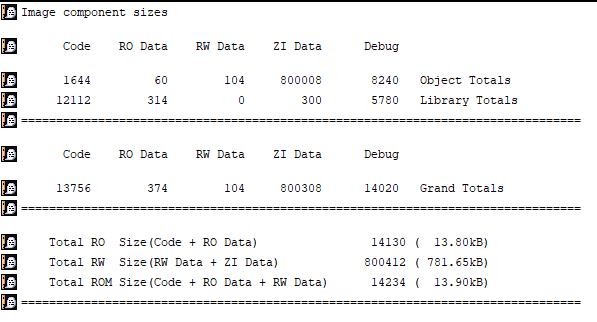 Image component sizes
Code RO Data RW Data ZI Data Debug
1644 60 104 800008 8240 Object Totals
12112 314 0 300 5780 Library Totals
================================================================================
Code RO Data RW Data ZI Data Debug
13756 374 104 800308 14020 Grand Totals
================================================================================
Total RO Size(Code + RO Data) 14130 ( 13.80kB)
Total RW Size(RW Data + ZI Data) 800412 ( 781.65kB)
Total ROM Size(Code + RO Data + RW Data) 14234 ( 13.90kB)
================================================================================